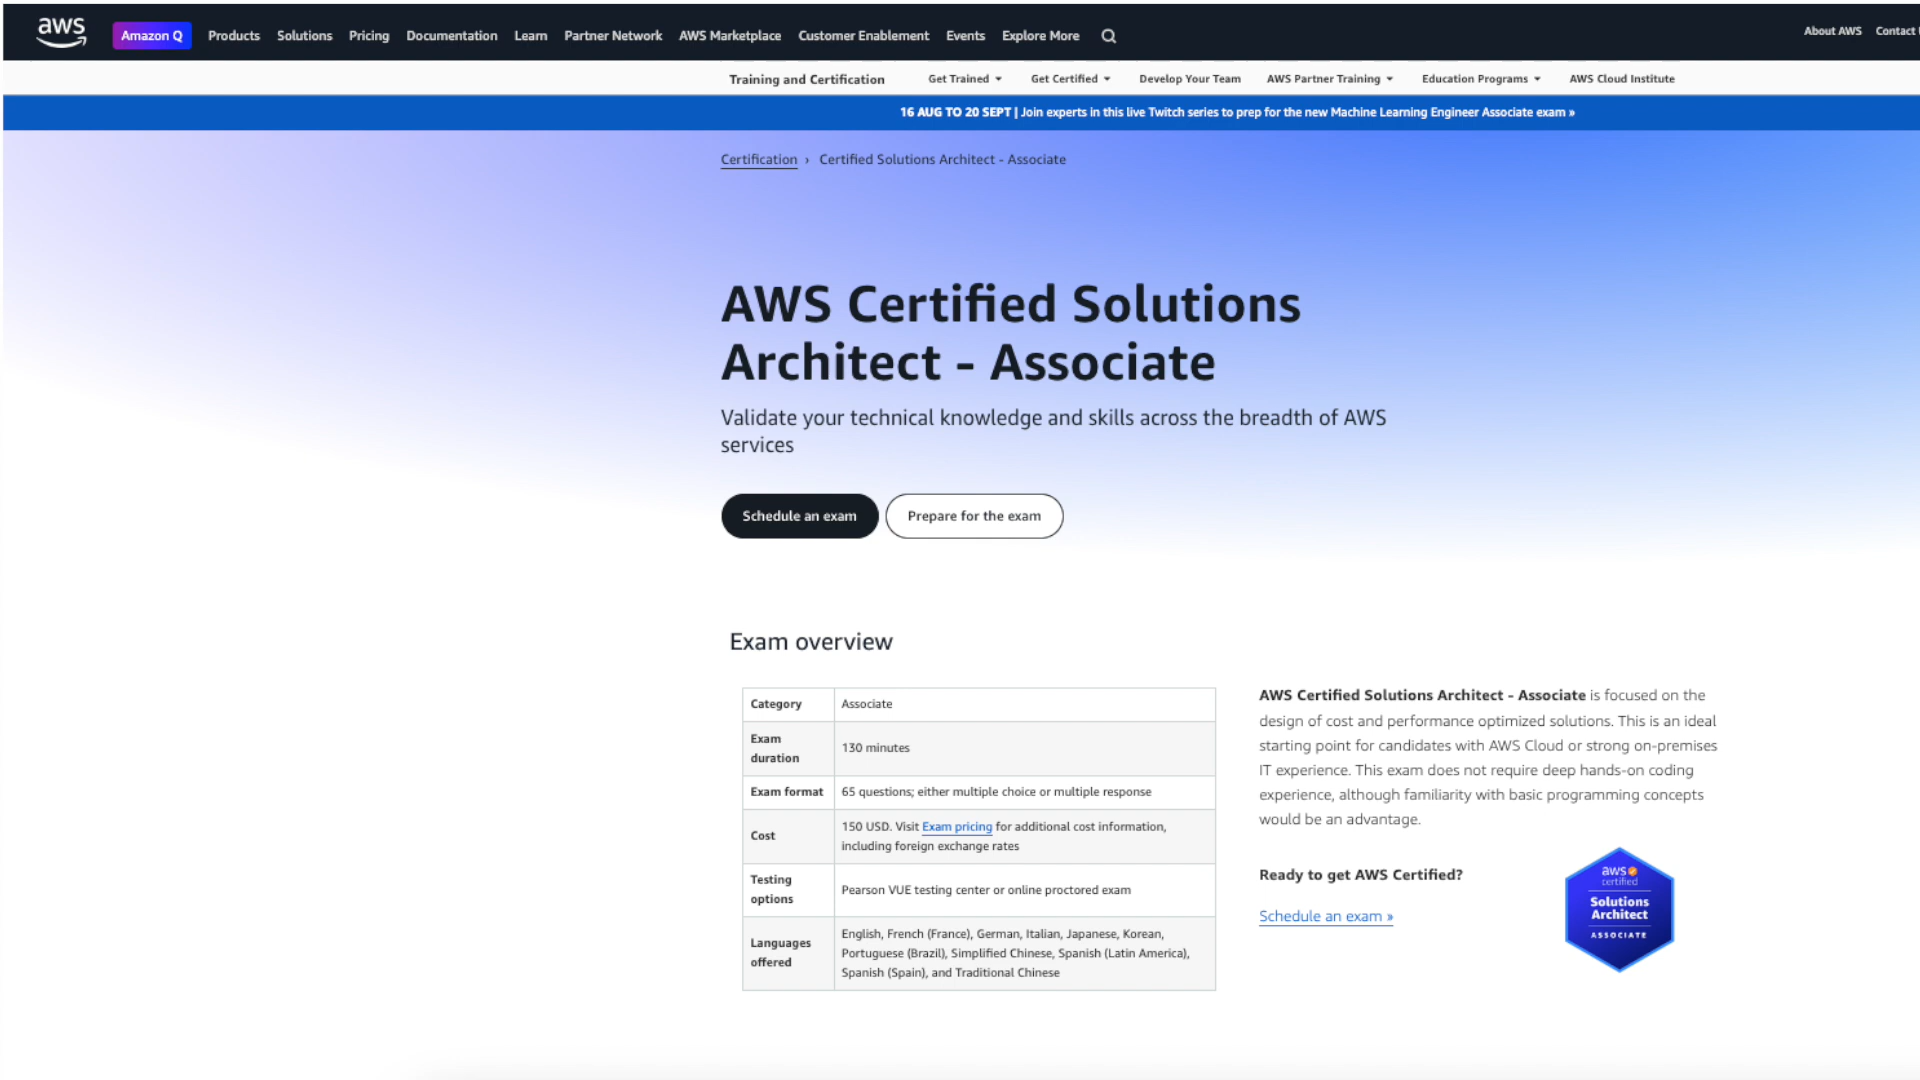 aws
Amazon Q Products Solutions Pricing Documentation Learn Partner Network AWS Marketplace Customer Enablement Events Explore More About AWS Contact
Training and Certification Get Trained Get Certified Develop Your Team AWS Partner Training Education Programs AWS Cloud Institute
16 AUG TO 20 SEPT | Join experts in this live Twitch series to prep for the new Machine Learning Engineer Associate exam »
Certification › Certified Solutions Architect - Associate
AWS Certified Solutions
Architect - Associate
Validate your technical knowledge and skills across the breadth of AWS
services
Schedule an exam Prepare for the exam
Exam overview
Category Associate
Exam
duration
130 minutes
Exam format 65 questions; either multiple choice or multiple response
Cost
150 USD. Visit Exam pricing for additional cost information,
including foreign exchange rates
Testing
options
Pearson VUE testing center or online proctored exam
Languages
offered
English, French (France), German, Italian, Japanese, Korean,
Portuguese (Brazil), Simplified Chinese, Spanish (Latin America),
Spanish (Spain), and Traditional Chinese
AWS Certified Solutions Architect - Associate is focused on the
design of cost and performance optimized solutions. This is an ideal
starting point for candidates with AWS Cloud or strong on-premises
IT experience. This exam does not require deep hands-on coding
experience, although familiarity with basic programming concepts
would be an advantage.
Ready to get AWS Certified?
Schedule an exam »
aws
certified
Solutions
Architect
ASSOCIATE